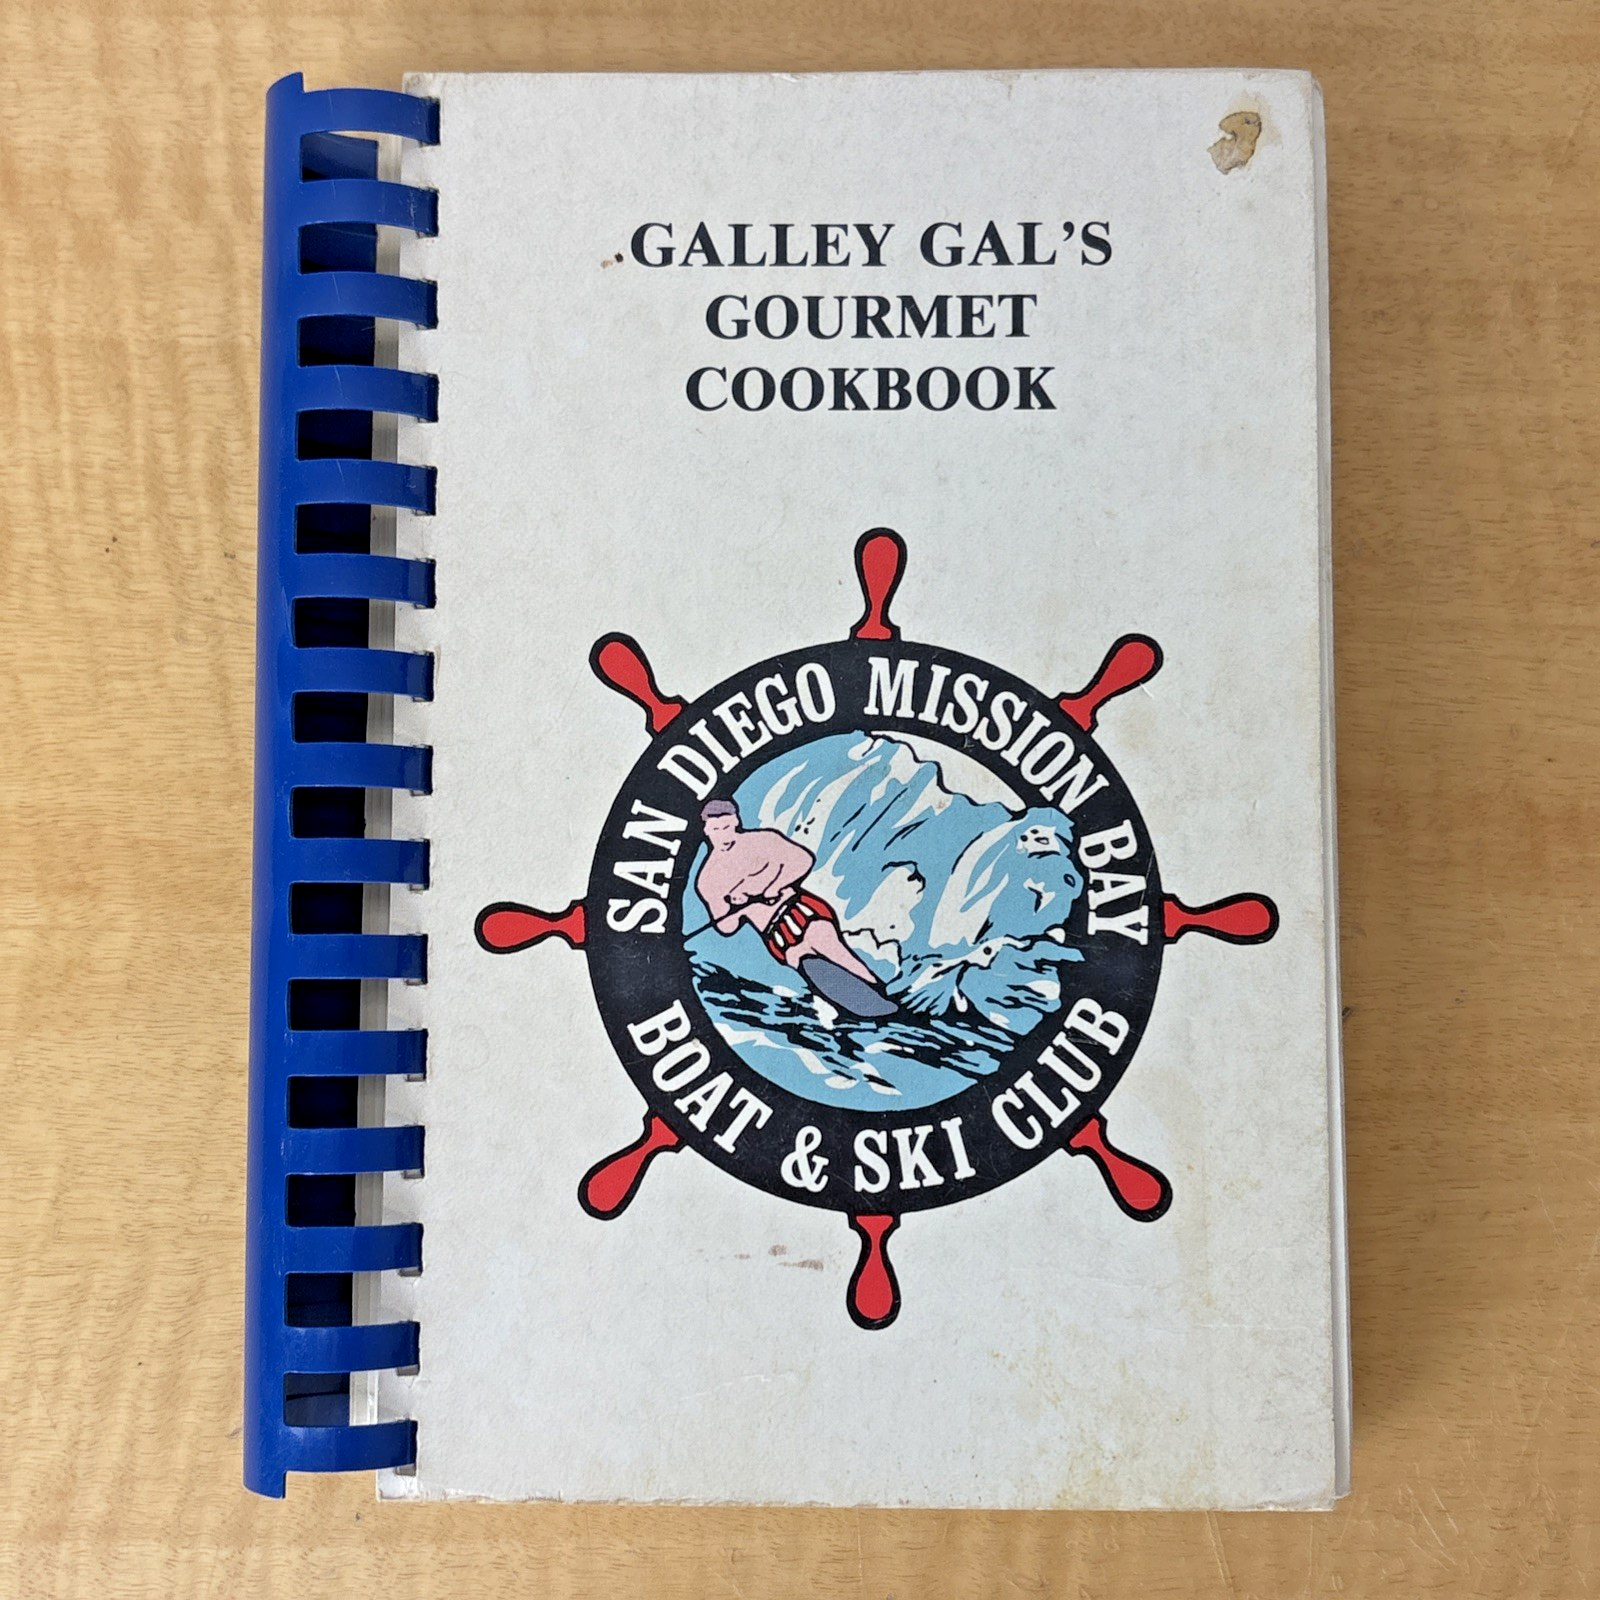 GALLEY GAL'S
GOURMET
COOKBOOK
SAN DIEGO MISSION BAY
BOAT & SKI CLUB